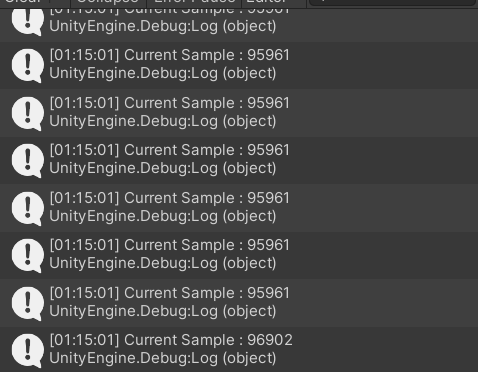 Collapse
Error Pause
Editor
[01:15:01] Current Sample : 95961
UnityEngine.Debug:Log (object)
[01:15:01] Current Sample : 95961
UnityEngine.Debug:Log (object)
[01:15:01] Current Sample : 95961
UnityEngine.Debug:Log (object)
[01:15:01] Current Sample : 95961
UnityEngine.Debug:Log (object)
[01:15:01] Current Sample : 95961
UnityEngine.Debug:Log (object)
[01:15:01] Current Sample : 95961
UnityEngine.Debug:Log (object)
[01:15:01] Current Sample : 95961
UnityEngine.Debug:Log (object)
[01:15:01] Current Sample : 96902
UnityEngine.Debug:Log (object)